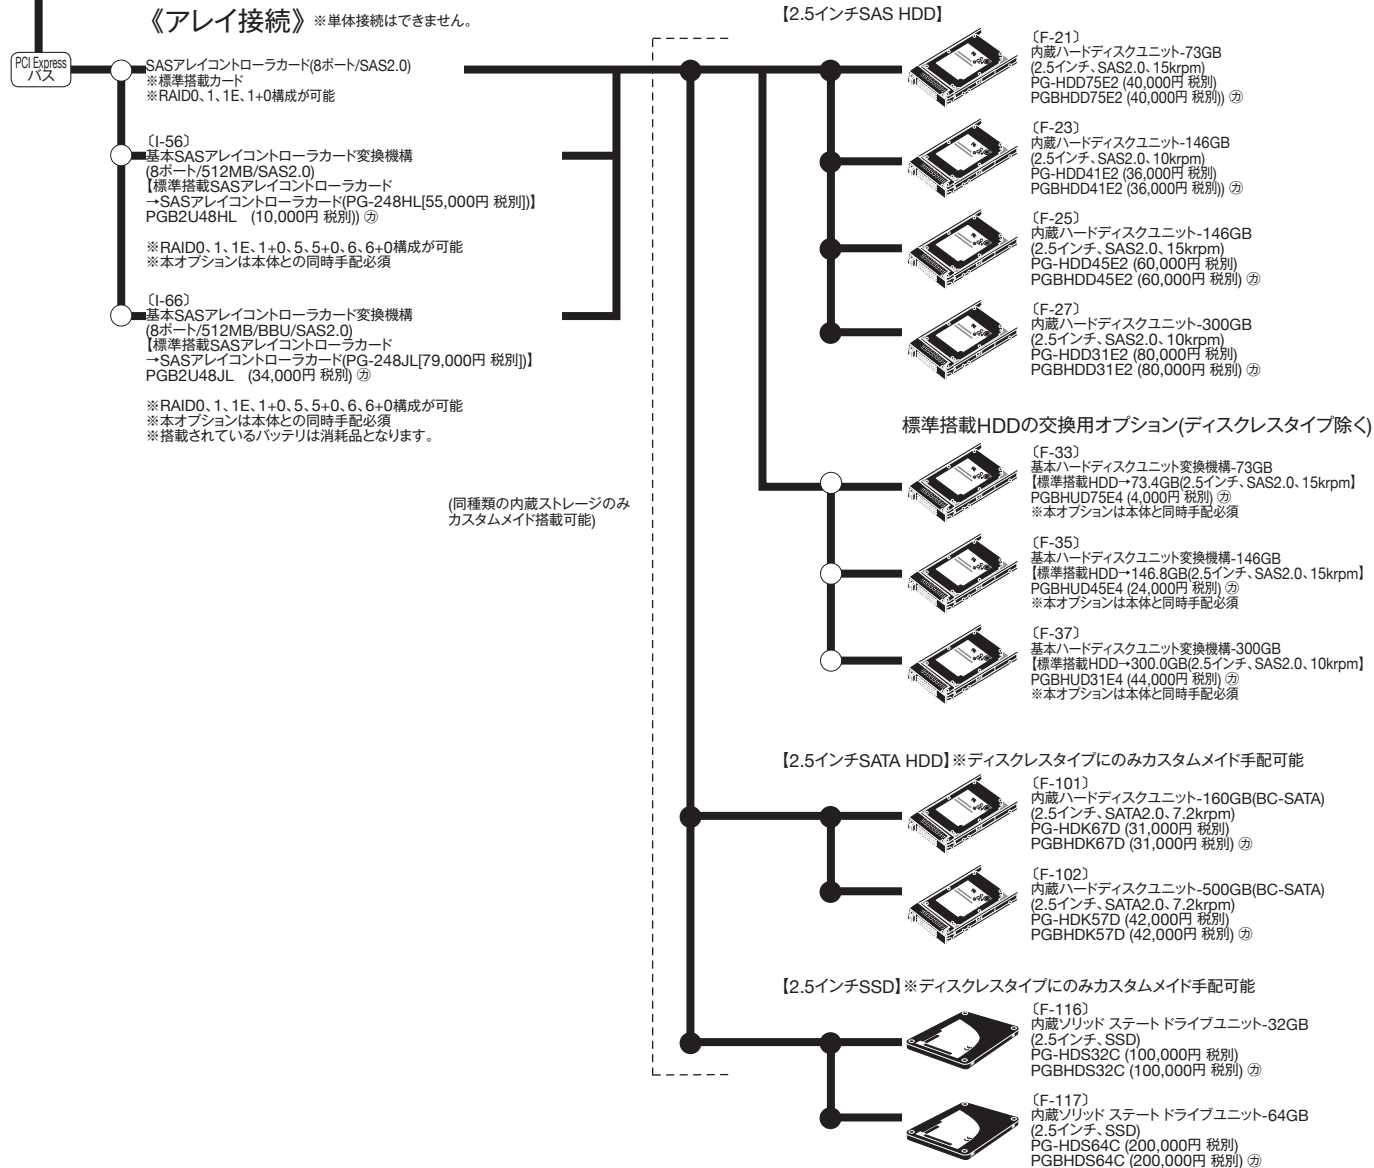 《アレイ接続》 ※単体接続はできません。
PCI Express
バス
SASアレイコントローラカード(8ポート/SAS2.0)
※標準搭載カード
※RAID0、1、1E、1+0構成が可能
〔I-56〕
基本SASアレイコントローラカード変換機構
(8ポート/512MB/SAS2.0)
【標準搭載SASアレイコントローラカード
→SASアレイコントローラカード(PG-248HL[55,000円 税別])】
PGB2U48HL (10,000円 税別)) ㋕
※RAID0、1、1E、1+0、5、5+0、6、6+0構成が可能
※本オプションは本体との同時手配必須
〔I-66〕
基本SASアレイコントローラカード変換機構
(8ポート/512MB/BBU/SAS2.0)
【標準搭載SASアレイコントローラカード
→SASアレイコントローラカード(PG-248JL[79,000円 税別])】
PGB2U48JL (34,000円 税別) ㋕
※RAID0、1、1E、1+0、5、5+0、6、6+0構成が可能
※本オプションは本体との同時手配必須
※搭載されているバッテリは消耗品となります。
(同種類の内蔵ストレージのみ
カスタムメイド搭載可能)
【2.5インチSAS HDD】
〔F-21〕
内蔵ハードディスクユニット-73GB
(2.5インチ、SAS2.0、15krpm)
PG-HDD75E2 (40,000円 税別)
PGBHDD75E2 (40,000円 税別)) ㋕
〔F-23〕
内蔵ハードディスクユニット-146GB
(2.5インチ、SAS2.0、10krpm)
PG-HDD41E2 (36,000円 税別)
PGBHDD41E2 (36,000円 税別)) ㋕
〔F-25〕
内蔵ハードディスクユニット-146GB
(2.5インチ、SAS2.0、15krpm)
PG-HDD45E2 (60,000円 税別)
PGBHDD45E2 (60,000円 税別) ㋕
〔F-27〕
内蔵ハードディスクユニット-300GB
(2.5インチ、SAS2.0、10krpm)
PG-HDD31E2 (80,000円 税別)
PGBHDD31E2 (80,000円 税別) ㋕
標準搭載HDDの交換用オプション(ディスクレスタイプ除く)
〔F-33〕
基本ハードディスクユニット変換機構-73GB
【標準搭載HDD→73.4GB(2.5インチ、SAS2.0、15krpm】
PGBHUD75E4 (4,000円 税別) ㋕
※本オプションは本体と同時手配必須
〔F-35〕
基本ハードディスクユニット変換機構-146GB
【標準搭載HDD→146.8GB(2.5インチ、SAS2.0、15krpm】
PGBHUD45E4 (24,000円 税別) ㋕
※本オプションは本体と同時手配必須
〔F-37〕
基本ハードディスクユニット変換機構-300GB
【標準搭載HDD→300.0GB(2.5インチ、SAS2.0、10krpm】
PGBHUD31E4 (44,000円 税別) ㋕
※本オプションは本体と同時手配必須
【2.5インチSATA HDD】※ディスクレスタイプにのみカスタムメイド手配可能
〔F-101〕
内蔵ハードディスクユニット-160GB(BC-SATA)
(2.5インチ、SATA2.0、7.2krpm)
PG-HDK67D (31,000円 税別)
PGBHDK67D (31,000円 税別) ㋕
〔F-102〕
内蔵ハードディスクユニット-500GB(BC-SATA)
(2.5インチ、SATA2.0、7.2krpm)
PG-HDK57D (42,000円 税別)
PGBHDK57D (42,000円 税別) ㋕
【2.5インチSSD】※ディスクレスタイプにのみカスタムメイド手配可能
〔F-116〕
内蔵ソリッド ステート ドライブユニット-32GB
(2.5インチ、SSD)
PG-HDS32C (100,000円 税別)
PGBHDS32C (100,000円 税別) ㋕
〔F-117〕
内蔵ソリッド ステート ドライブユニット-64GB
(2.5インチ、SSD)
PG-HDS64C (200,000円 税別)
PGBHDS64C (200,000円 税別) ㋕